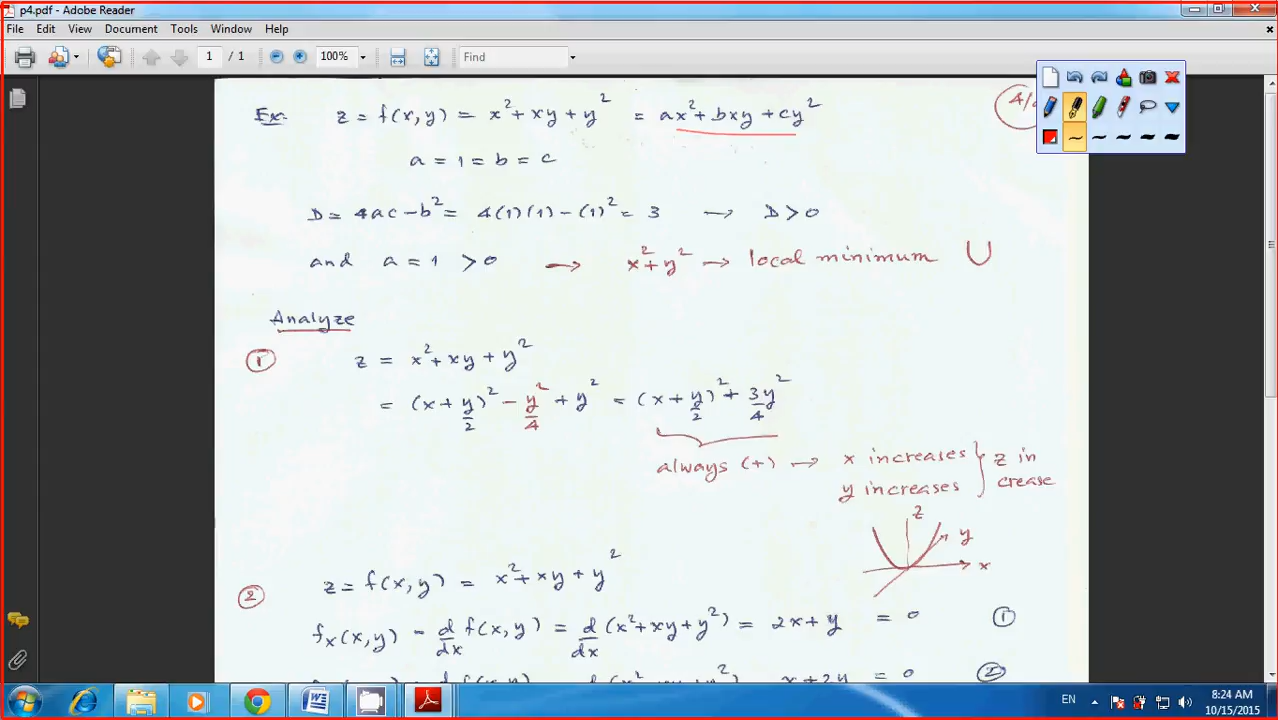 p4.pdf - Adobe Reader
File Edit View Document Tools Window Help
1 / 1 100% Find
Ex: z = f(x,y) = x² + xy + y² = ax² + bxy + cy²
a = 1 = b = c
D = 4ac - b² = 4(1)(1) - (1)² = 3 → D > 0
and a = 1 > 0 → x² + y² → local minimum ∪
Analyze
① z = x² + xy + y²
= (x + y/2)² - y²/4 + y² = (x + y/2)² + 3y²/4
always (+) → x increases } z in
y increases crease
z
y
x
② z = f(x,y) = x² + xy + y²
fx(x,y) - d/dx f(x,y) = d/dx (x² + xy + y²) = 2x + y = 0 ①
x + 2y = 0 ②
EN 8:24 AM
10/15/2015